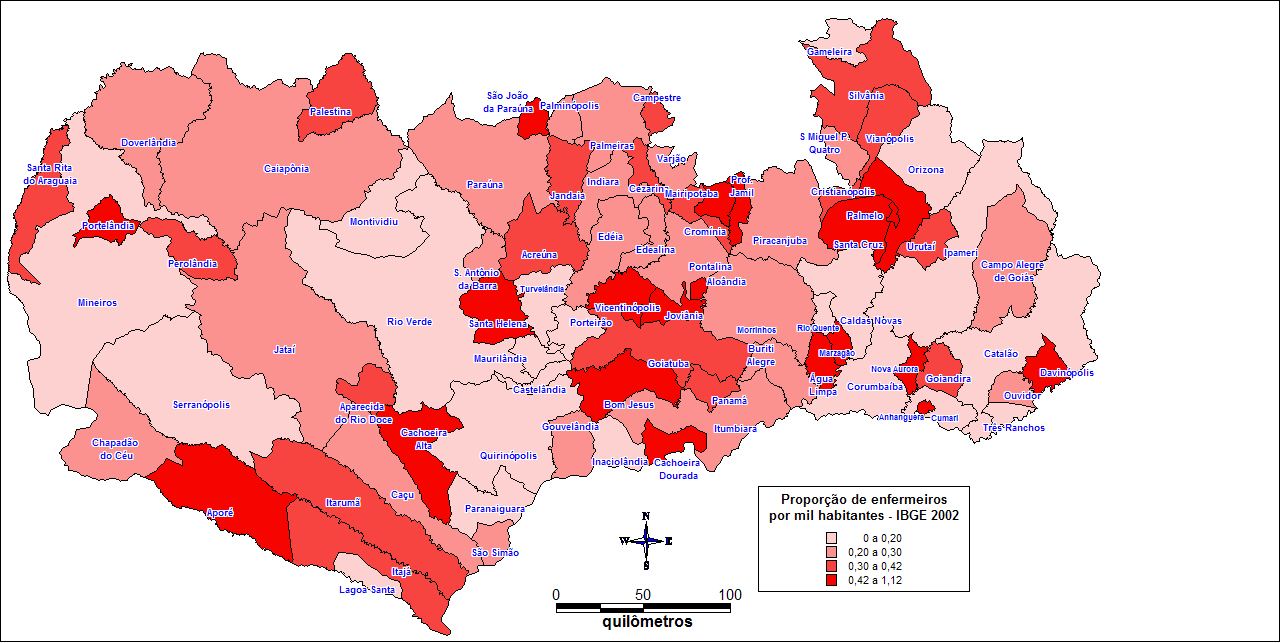 Gameleira
Silvânia
São João
da Paraúna
Palminópolis
Campestre
Palestina
Doverlândia
S Miguel P.
Quatro
Vianópolis
Palmeiras
Varjão
Santa Rita
do Araguaia
Caiapônia
Orizona
Paraúna
Indiara
Cezarina
Prof
Jamil
Jandaia
Mairipotaba
Cristianópolis
Palmelo
Portelândia
Montividiu
Edéia
Cromínia
Piracanjuba
Santa Cruz
Urutaí
Ipameri
Edealina
Acreúna
Perolândia
Pontalina
Campo Alegre
de Goiás
S. Antônio
da Barra
Aloândia
Turvelândia
Mineiros
Vicentinópolis
Joviânia
Rio Verde
Santa Helena
Porteirão
Caldas Novas
Rio Quente
Morrinhos
Jataí
Buriti
Alegre
Marzagão
Catalão
Maurilândia
Goiatuba
Nova Aurora
Davinópolis
Água
Limpa
Goiandira
Corumbaíba
Castelândia
Ouvidor
Serranópolis
Aparecida
do Rio Doce
Bom Jesus
Panamá
Anhanguera
Cumari
Três Ranchos
Gouvelândia
Itumbiara
Cachoeira
Alta
Chapadão
do Céu
Quirinópolis
Inaciolândia
Cachoeira
Dourada
Caçu
Itarumã
Aporé
Paranaiguara
São Simão
Itajá
Lagoa Santa
Proporção de enfermeiros
por mil habitantes - IBGE 2002
0 a 0,20
0,20 a 0,30
0,30 a 0,42
0,42 a 1,12
N
W E
S
0 50 100
quilômetros